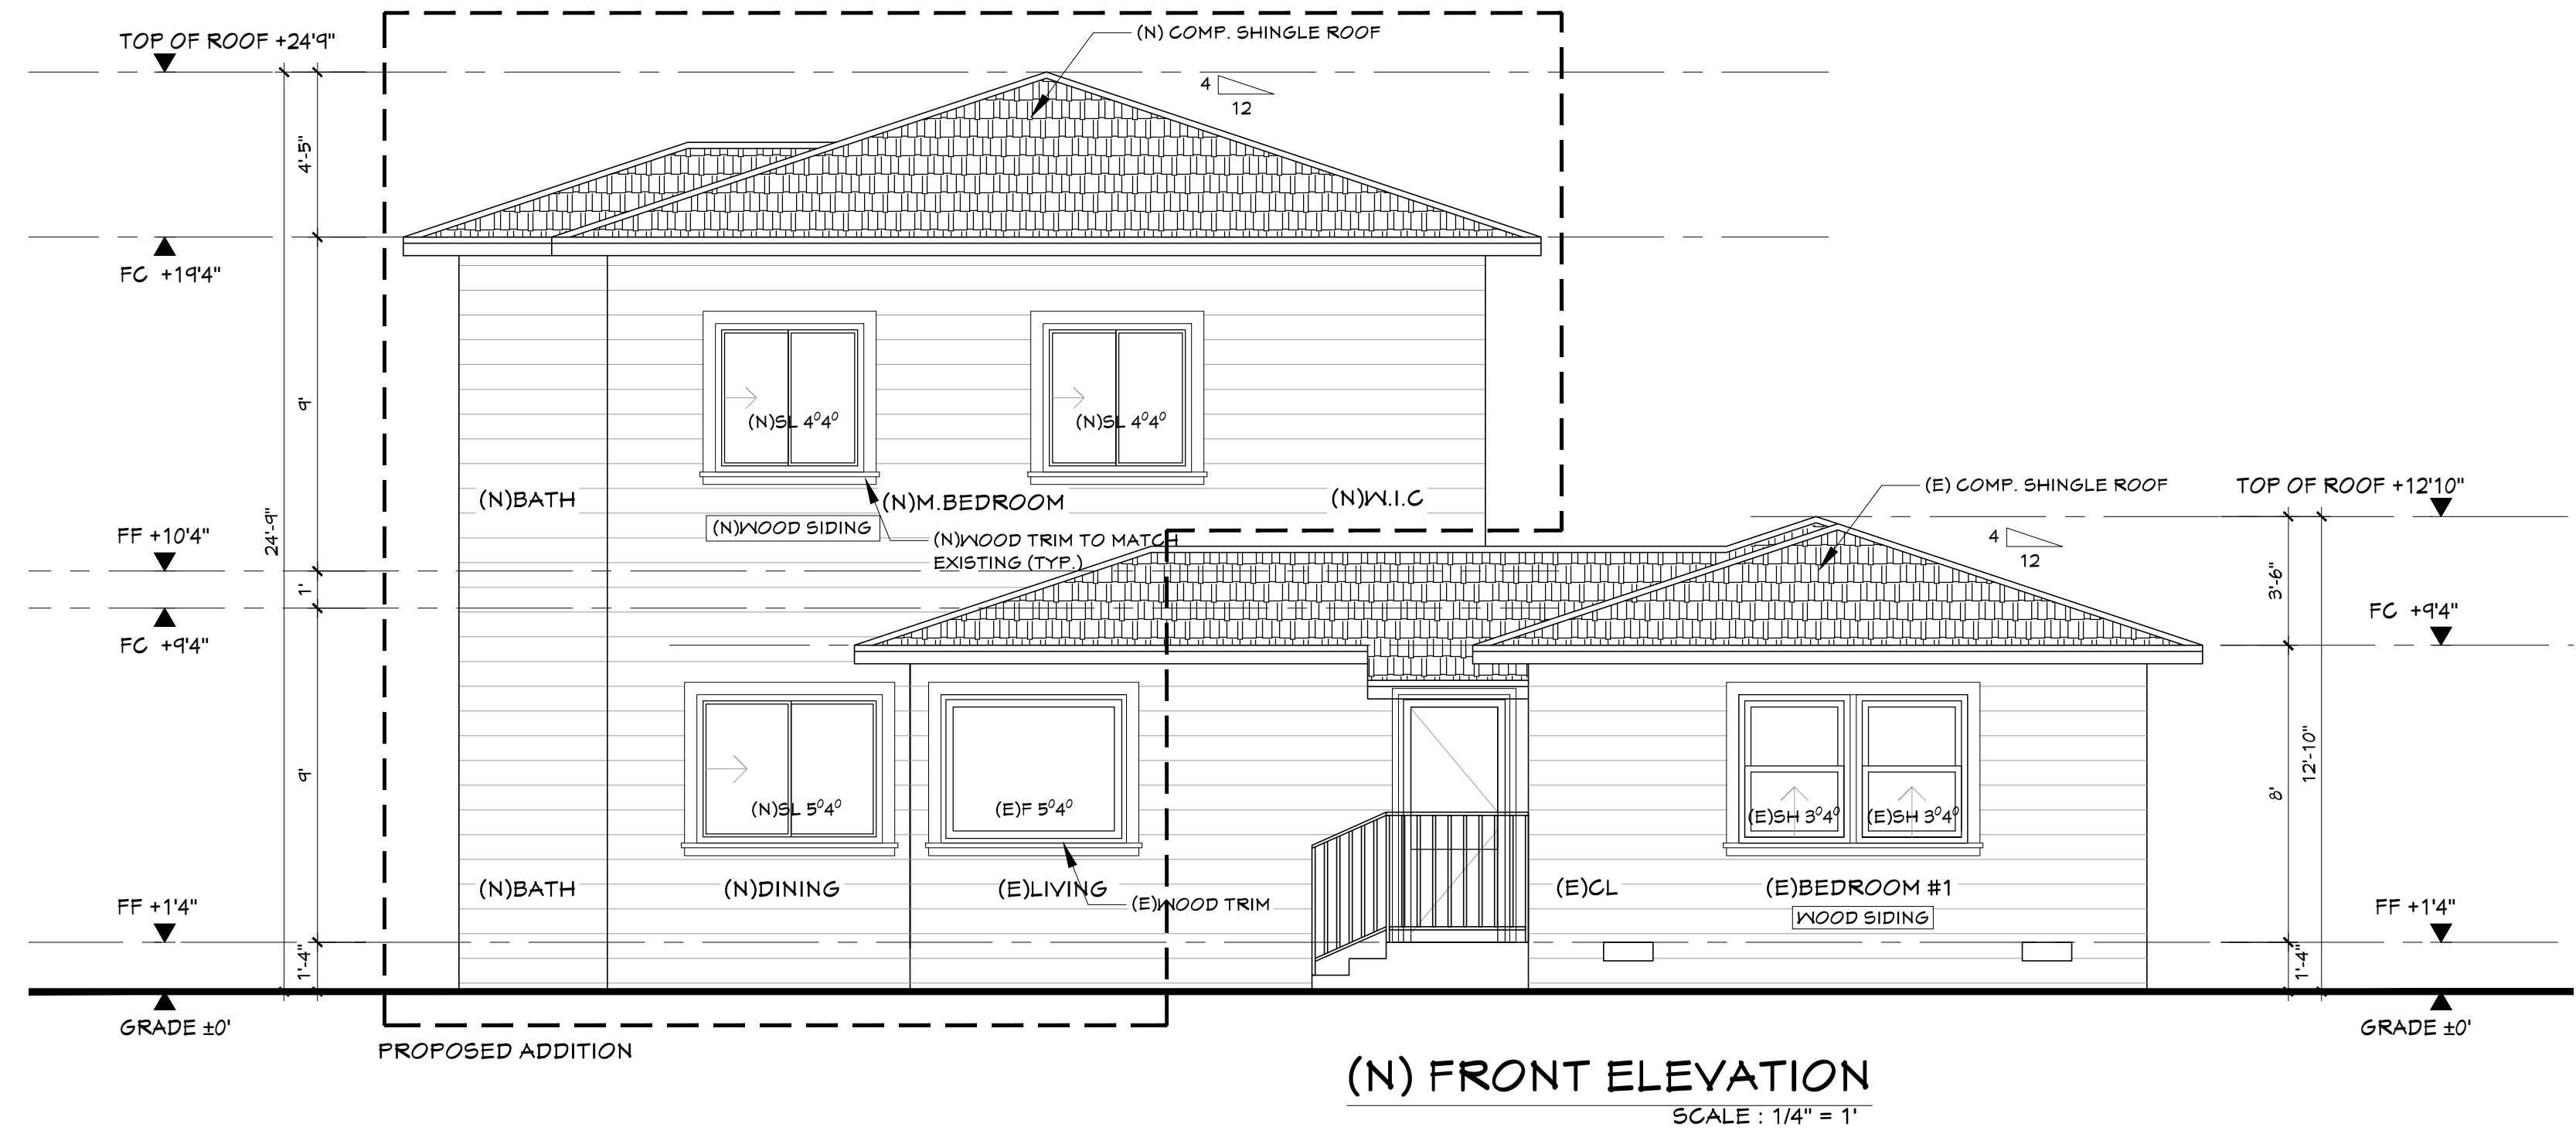 TOP OF ROOF +24'9"
(N) COMP. SHINGLE ROOF
4
12
4'-5"
FC +19'4"
9'
(N)SL 4⁰4⁰
(N)SL 4⁰4⁰
(N)BATH
(N)M.BEDROOM
(N)W.I.C
(N)WOOD SIDING
(N)WOOD TRIM TO MATCH
EXISTING (TYP.)
(E) COMP. SHINGLE ROOF
TOP OF ROOF +12'10"
4
12
FF +10'4"
24'-9"
1'
FC +9'4"
3'-6"
FC +9'4"
9'
(N)SL 5⁰4⁰
(E)F 5⁰4⁰
(E)SH 3⁰4⁰
(E)SH 3⁰4⁰
8'
12'-10"
(N)BATH
(N)DINING
(E)LIVING
(E)WOOD TRIM
(E)CL
(E)BEDROOM #1
WOOD SIDING
FF +1'4"
FF +1'4"
1'-4"
1'-4"
GRADE ±0'
GRADE ±0'
PROPOSED ADDITION
(N) FRONT ELEVATION
SCALE : 1/4" = 1'